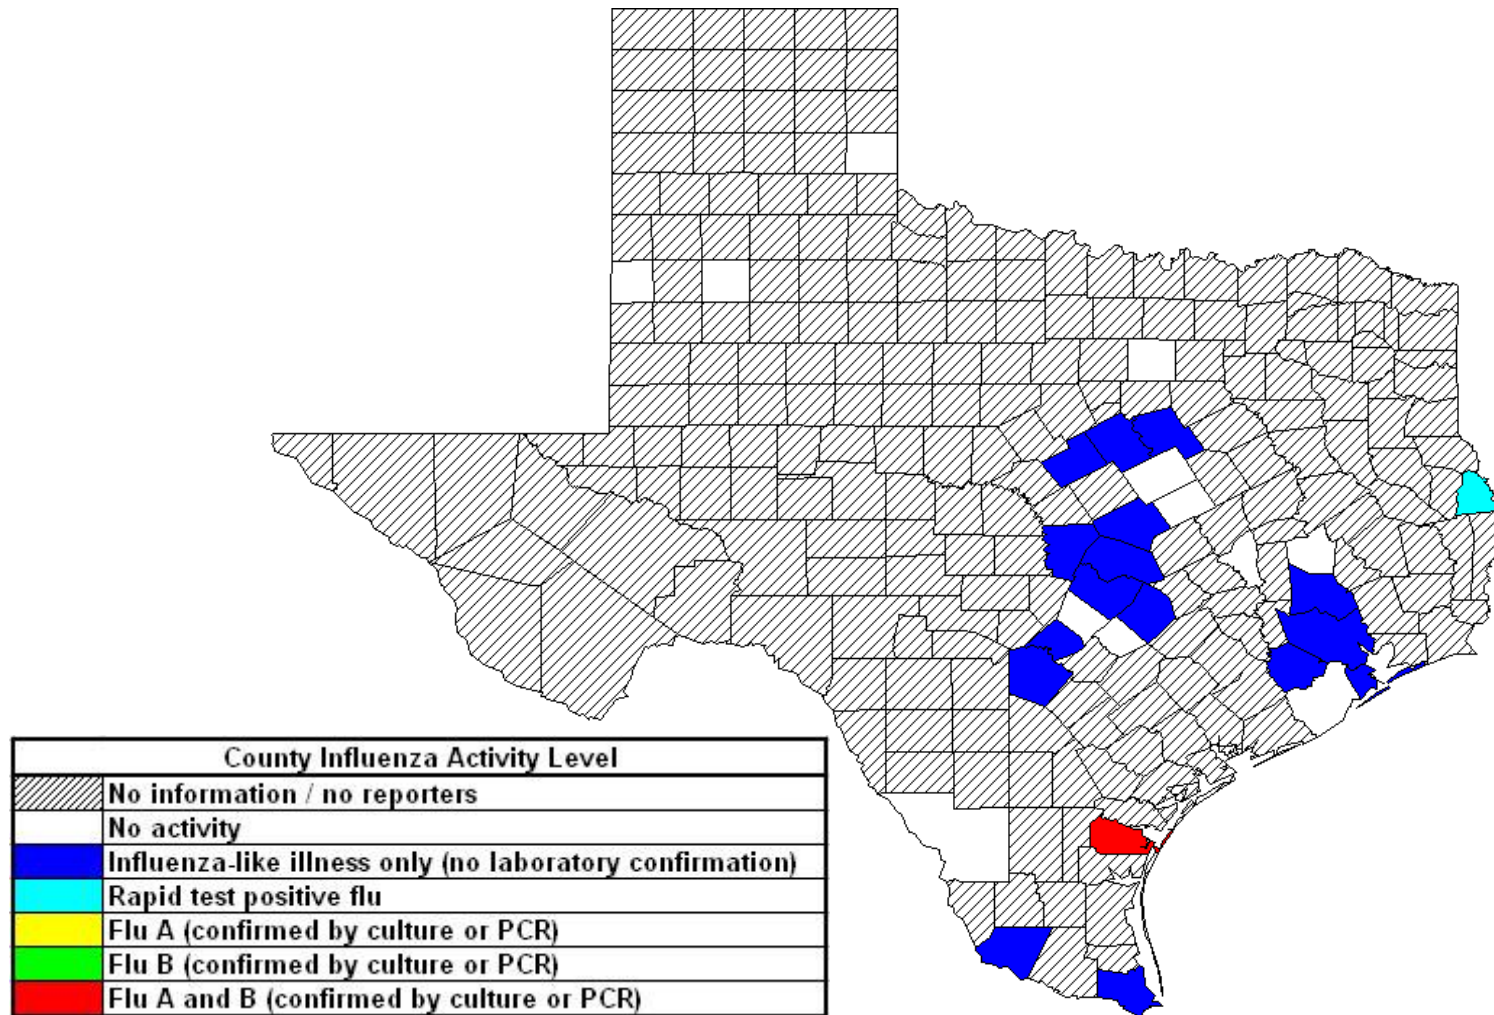 County Influenza Activity Level
No information / no reporters
No activity
Influenza-like illness only (no laboratory confirmation)
Rapid test positive flu
Flu A (confirmed by culture or PCR)
Flu B (confirmed by culture or PCR)
Flu A and B (confirmed by culture or PCR)